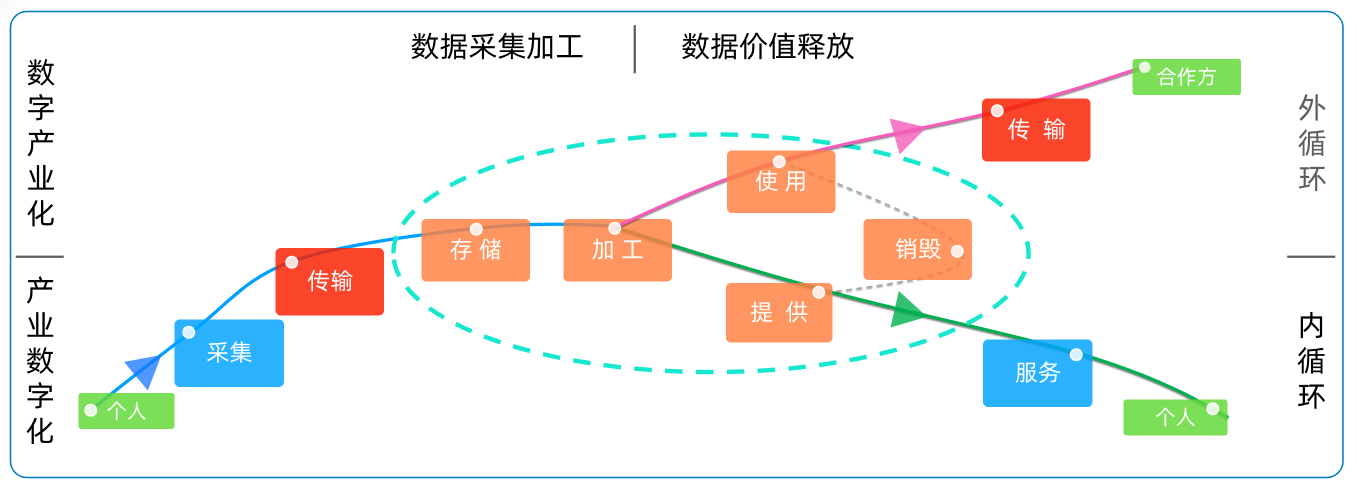 数据采集加工
数据价值释放
数字产业化
产业数字化
外循环
内循环
个人
采集
传输
存 储
加 工
使 用
提 供
销毁
传 输
合作方
服务
个人